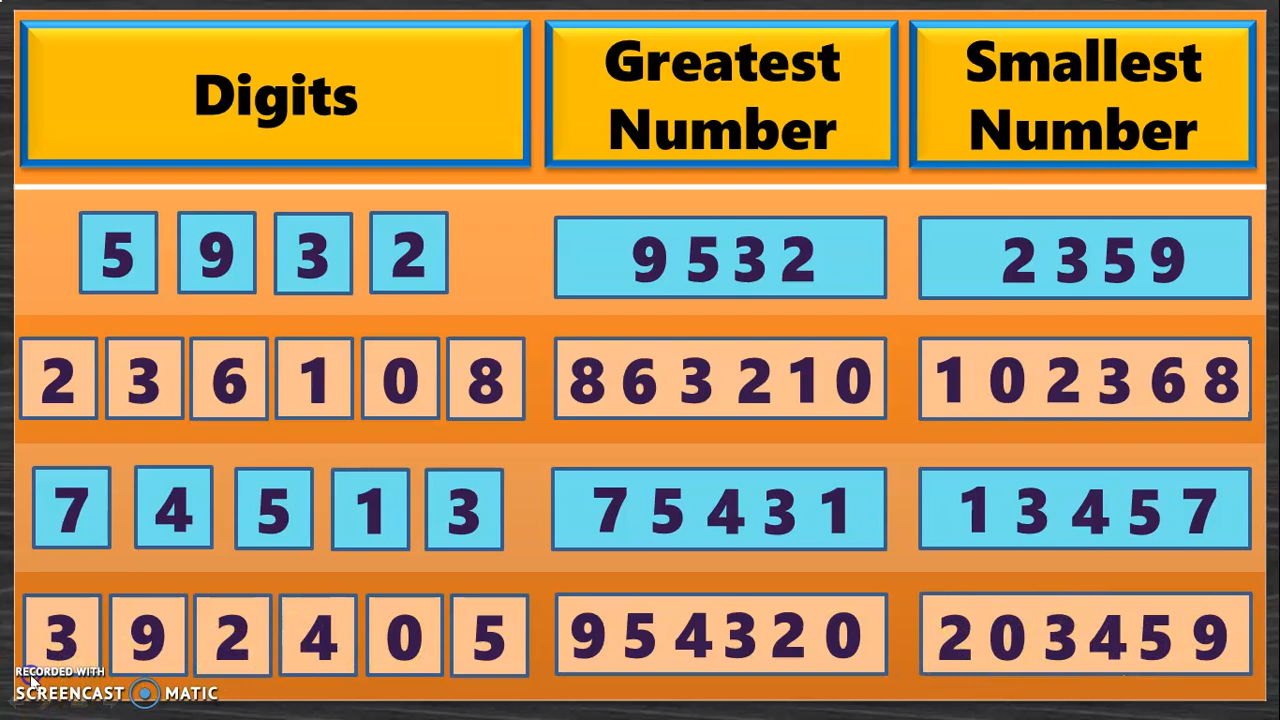 Digits
Greatest
Number
Smallest
Number
5 9 3 2
9 5 3 2
2 3 5 9
2 3 6 1 0 8
8 6 3 2 1 0
1 0 2 3 6 8
7 4 5 1 3
7 5 4 3 1
1 3 4 5 7
3 9 2 4 0 5
9 5 4 3 2 0
2 0 3 4 5 9
RECORDED WITH
SCREENCAST MATIC